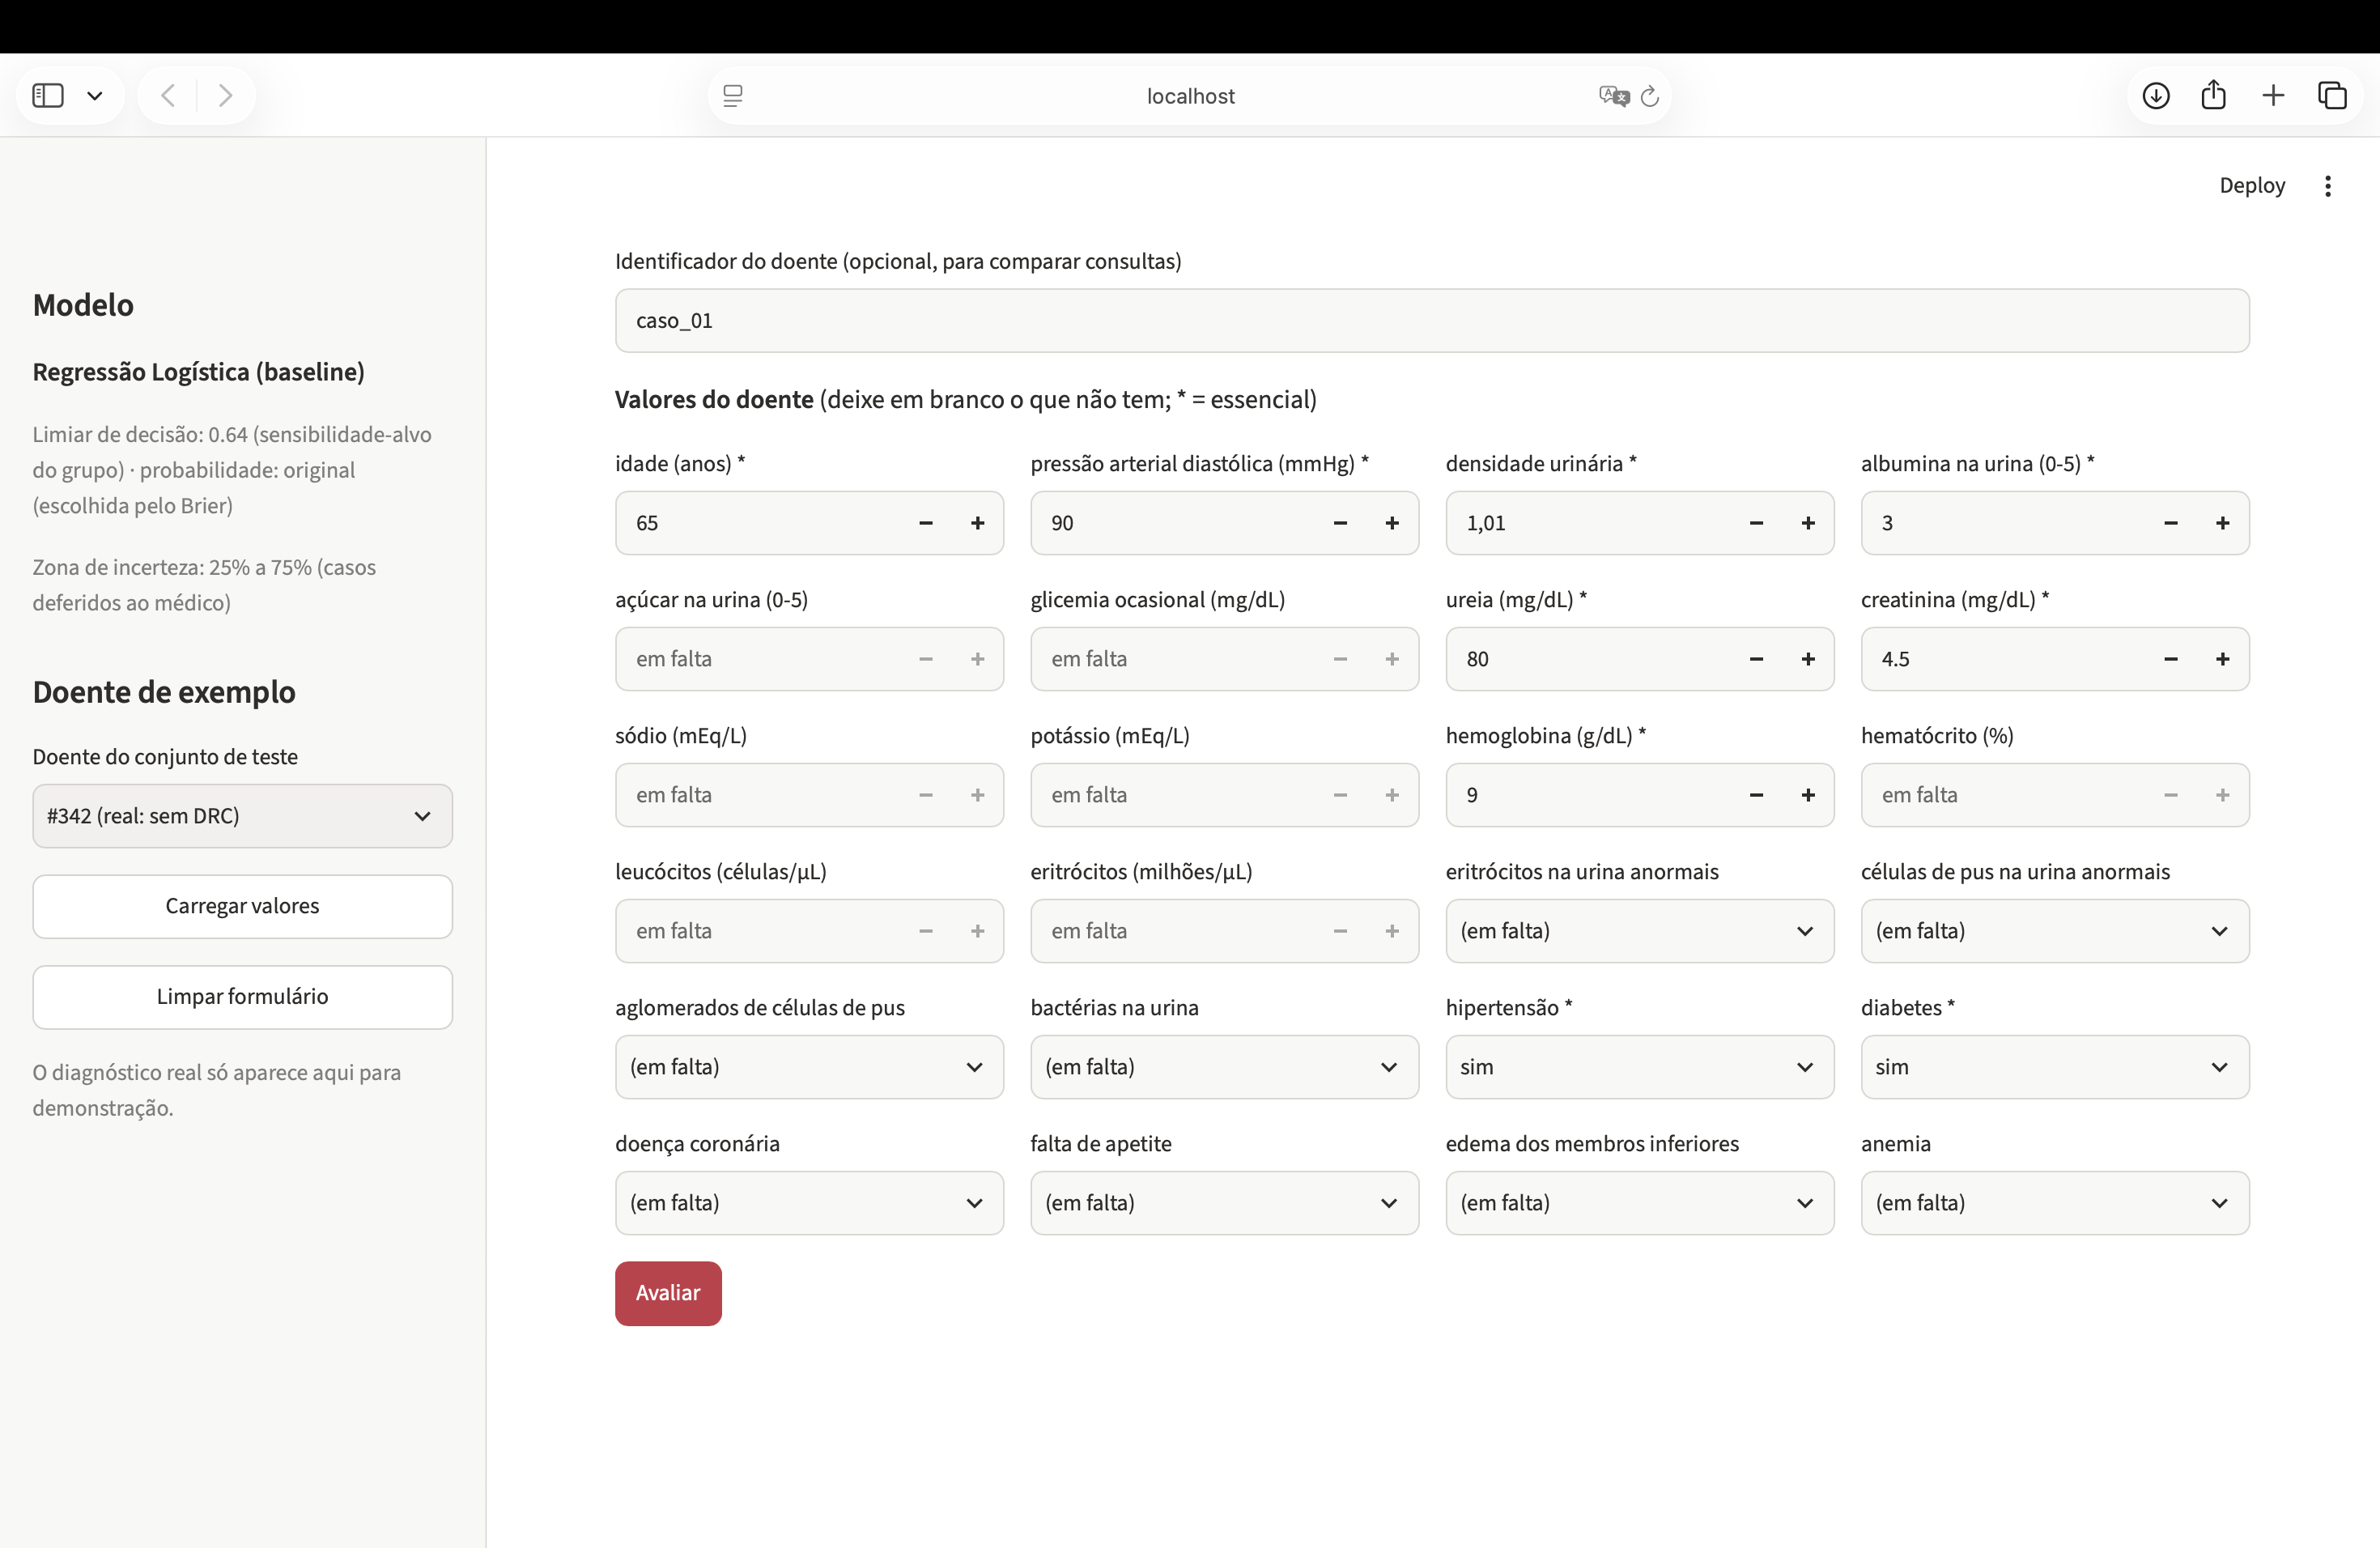 localhost
Deploy
Modelo
Regressão Logística (baseline)
Limiar de decisão: 0.64 (sensibilidade-alvo
do grupo) · probabilidade: original
(escolhida pelo Brier)
Zona de incerteza: 25% a 75% (casos
deferidos ao médico)
Doente de exemplo
Doente do conjunto de teste
#342 (real: sem DRC)
Carregar valores
Limpar formulário
O diagnóstico real só aparece aqui para
demonstração.
Identificador do doente (opcional, para comparar consultas)
caso_01
Valores do doente (deixe em branco o que não tem; * = essencial)
idade (anos) * pressão arterial diastólica (mmHg) * densidade urinária * albumina na urina (0-5) *
65 90 1,01 3
açúcar na urina (0-5) glicemia ocasional (mg/dL) ureia (mg/dL) * creatinina (mg/dL) *
em falta em falta 80 4.5
sódio (mEq/L) potássio (mEq/L) hemoglobina (g/dL) * hematócrito (%)
em falta em falta 9 em falta
leucócitos (células/µL) eritrócitos (milhões/µL) eritrócitos na urina anormais células de pus na urina anormais
em falta em falta (em falta) (em falta)
aglomerados de células de pus bactérias na urina hipertensão * diabetes *
(em falta) (em falta) sim sim
doença coronária falta de apetite edema dos membros inferiores anemia
(em falta) (em falta) (em falta) (em falta)
Avaliar